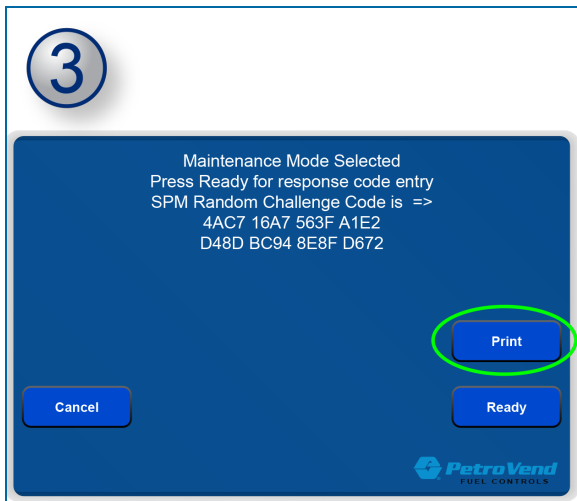 3
Maintenance Mode Selected
Press Ready for response code entry
SPM Random Challenge Code is =>
4AC7 16A7 563F A1E2
D48D BC94 8E8F D672
Print
Cancel
Ready
PetroVend
FUEL CONTROLS